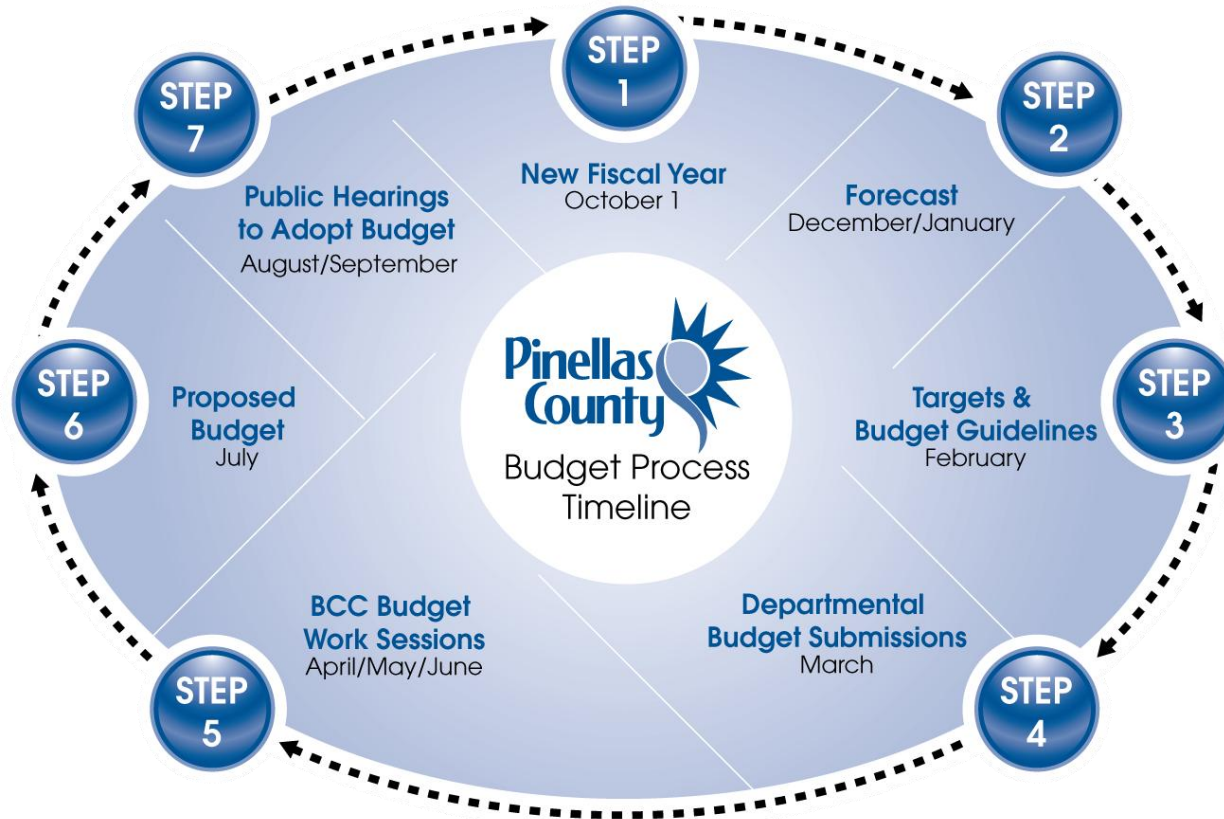 STEP
1
New Fiscal Year
October 1
STEP
2
Forecast
December/January
STEP
3
Targets &
Budget Guidelines
February
STEP
4
Departmental
Budget Submissions
March
STEP
5
BCC Budget
Work Sessions
April/May/June
STEP
6
Proposed
Budget
July
STEP
7
Public Hearings
to Adopt Budget
August/September
Pinellas
County
Budget Process
Timeline